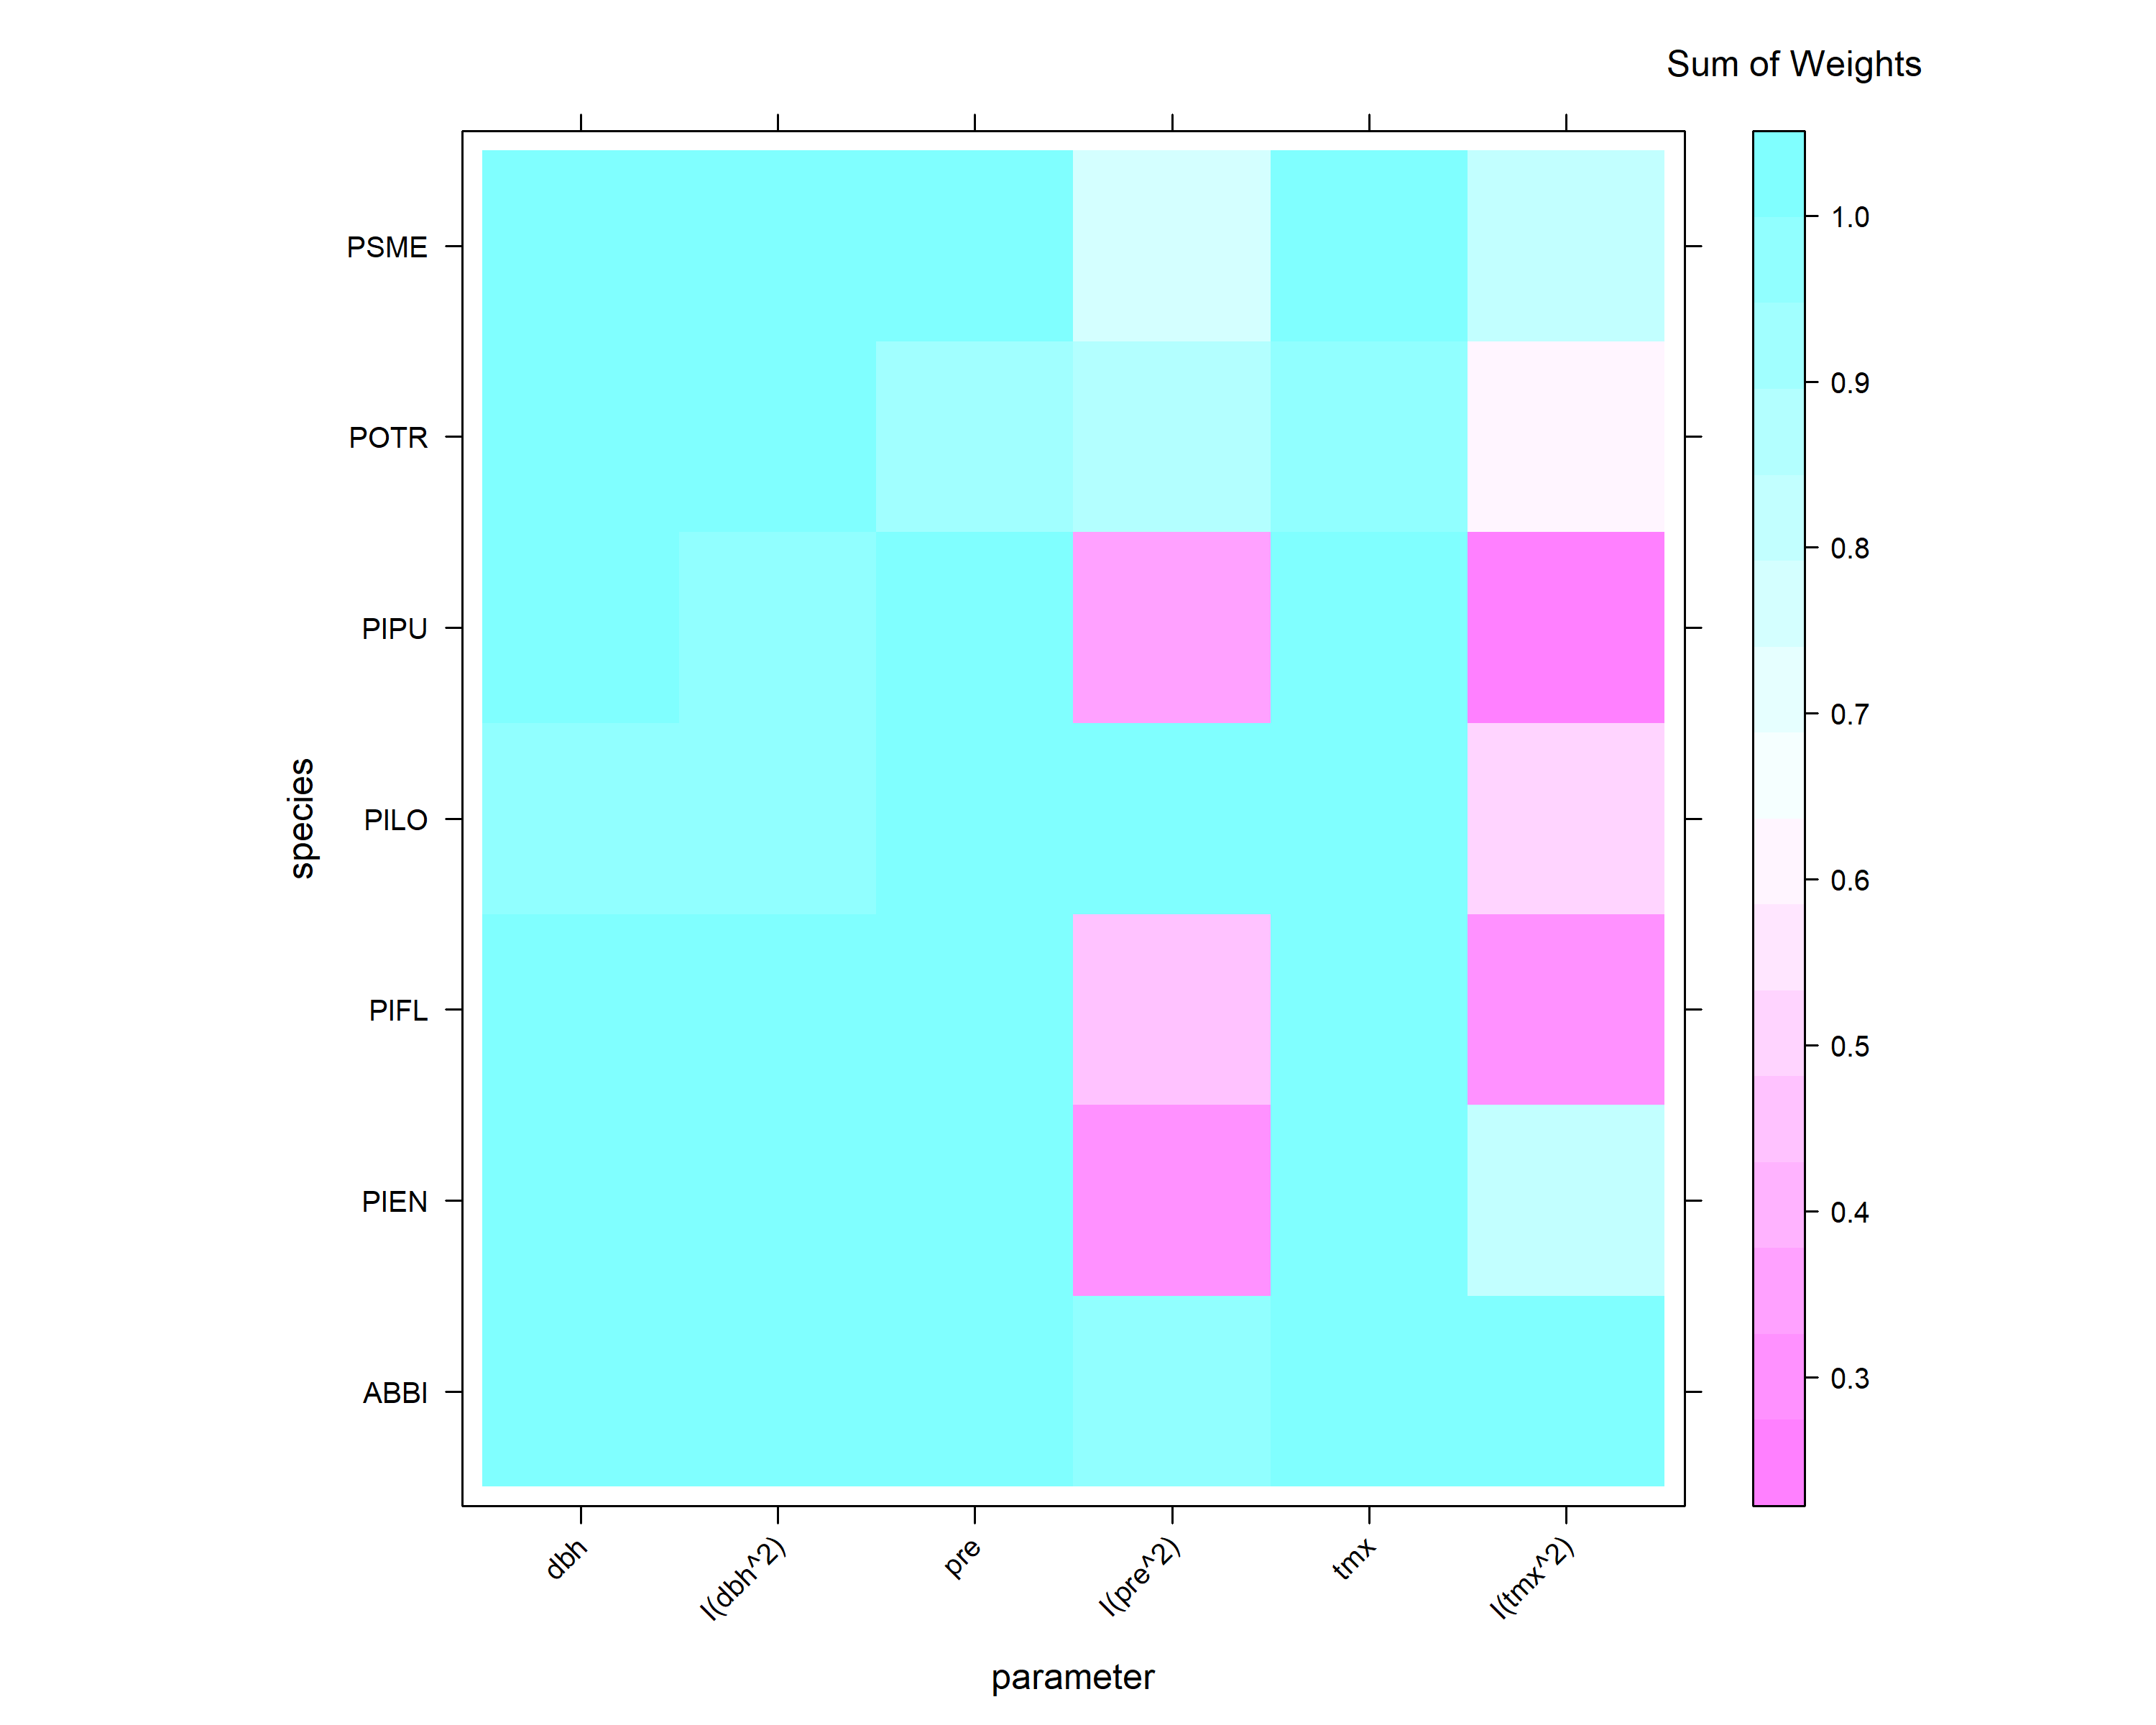 Sum of Weights
PSME
POTR
PIPU
PILO
PIFL
PIEN
ABBI
species
dbh
I(dbh^2)
pre
I(pre^2)
tmx
I(tmx^2)
parameter
1.0
0.9
0.8
0.7
0.6
0.5
0.4
0.3